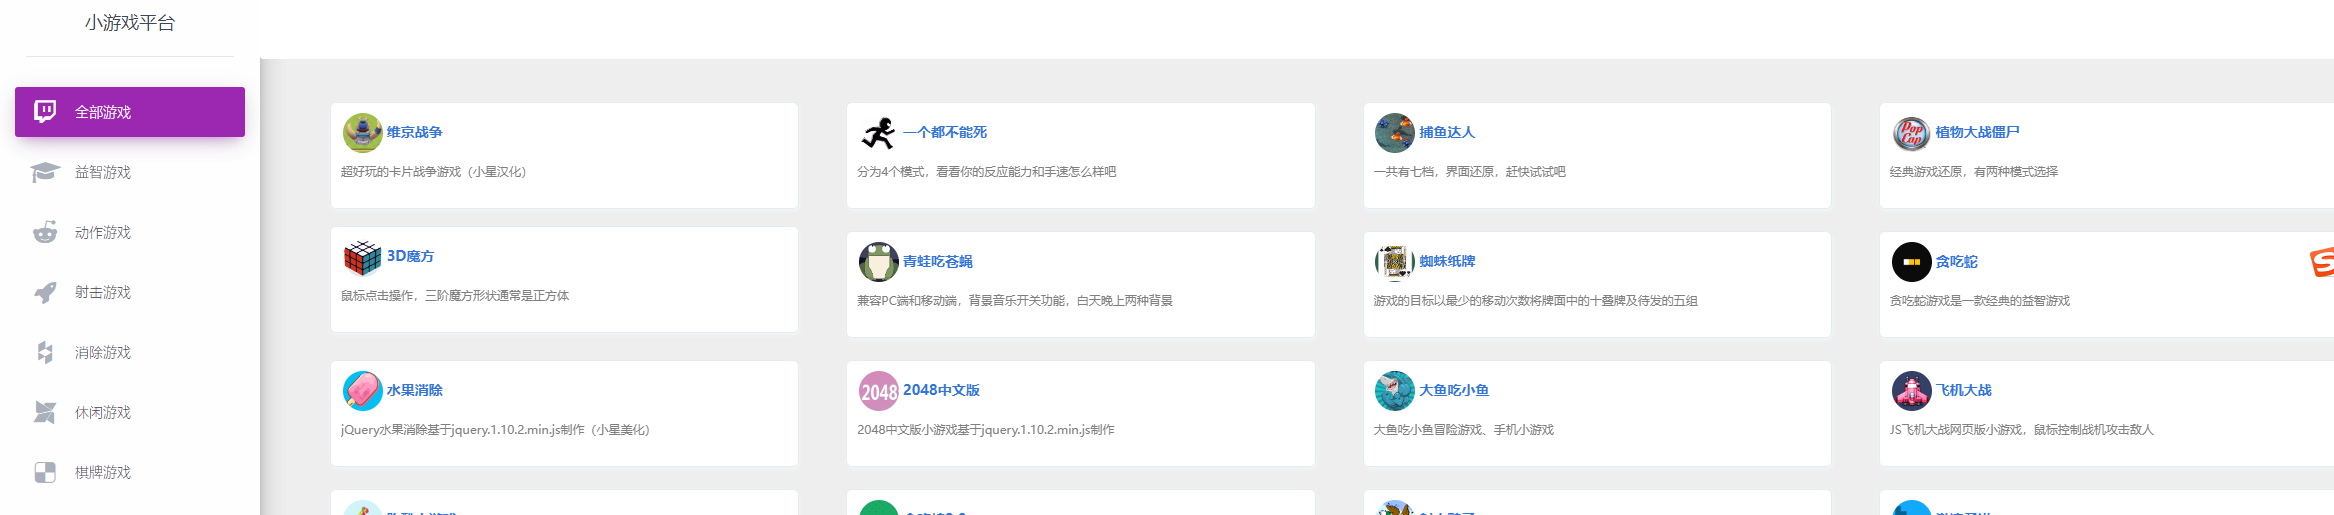 小游戏平台
全部游戏
益智游戏
动作游戏
射击游戏
消除游戏
休闲游戏
棋牌游戏
维京战争
超好玩的卡片战争游戏（小星汉化）
一个都不能死
分为4个模式，看看你的反应能力和手速怎么样吧
捕鱼达人
一共有七档，界面还原，赶快试试吧
Pop Cap
植物大战僵尸
经典游戏还原，有两种模式选择
3D魔方
鼠标点击操作，三阶魔方形状通常是正方体
青蛙吃苍蝇
兼容PC端和移动端，背景音乐开关功能，白天晚上两种背景
蜘蛛纸牌
游戏的目标以最少的移动次数将牌面中的十叠牌及待发的五组
贪吃蛇
贪吃蛇游戏是一款经典的益智游戏
水果消除
jQuery水果消除基于jquery.1.10.2.min.js制作（小星美化）
2048
2048中文版
2048中文版小游戏基于jquery.1.10.2.min.js制作
大鱼吃小鱼
大鱼吃小鱼冒险游戏、手机小游戏
飞机大战
JS飞机大战网页版小游戏，鼠标控制战机攻击敌人